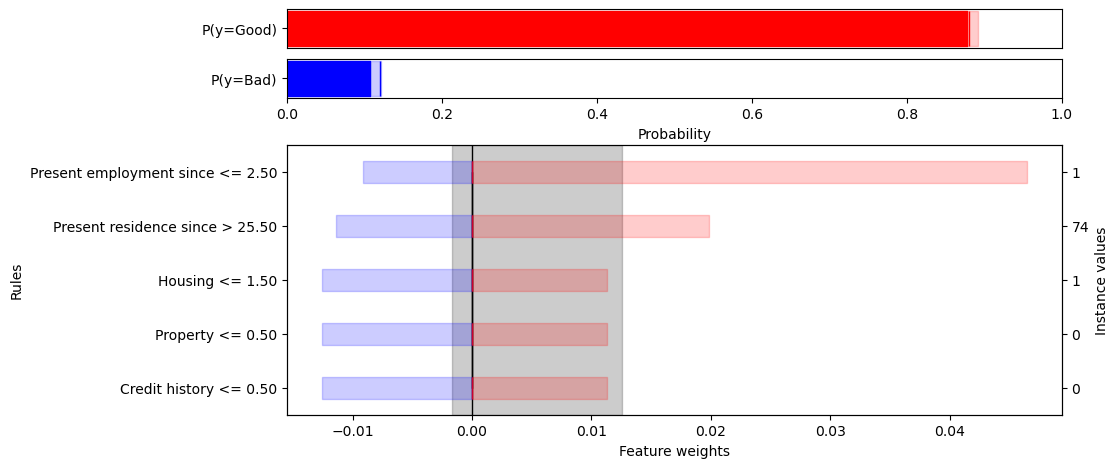 P(y=Good)
P(y=Bad)
0.0 0.2 0.4 0.6 0.8 1.0
Probability
Present employment since <= 2.50 1
Present residence since > 25.50 74
Housing <= 1.50 1
Property <= 0.50 0
Credit history <= 0.50 0
Rules
Instance values
−0.01 0.00 0.01 0.02 0.03 0.04
Feature weights